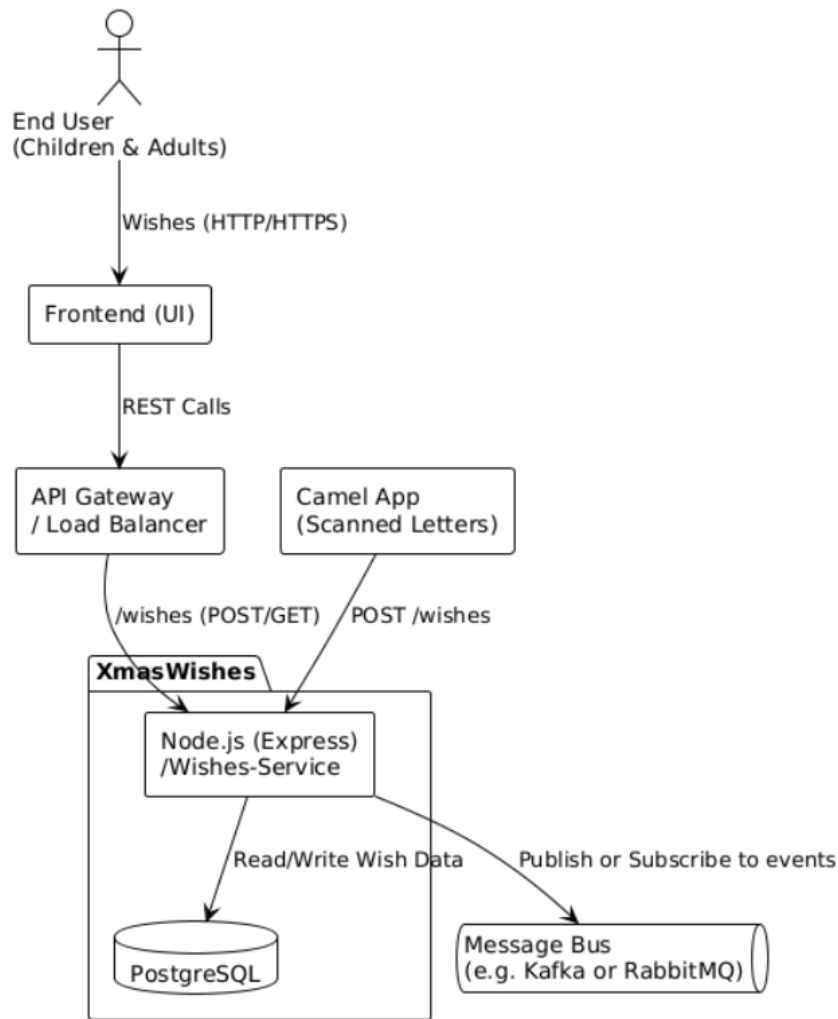 End User
(Children & Adults)
Wishes (HTTP/HTTPS)
Frontend (UI)
REST Calls
API Gateway
/ Load Balancer
Camel App
(Scanned Letters)
/wishes (POST/GET)
POST /wishes
XmasWishes
Node.js (Express)
/Wishes-Service
Read/Write Wish Data
Publish or Subscribe to events
PostgreSQL
Message Bus
(e.g. Kafka or RabbitMQ)